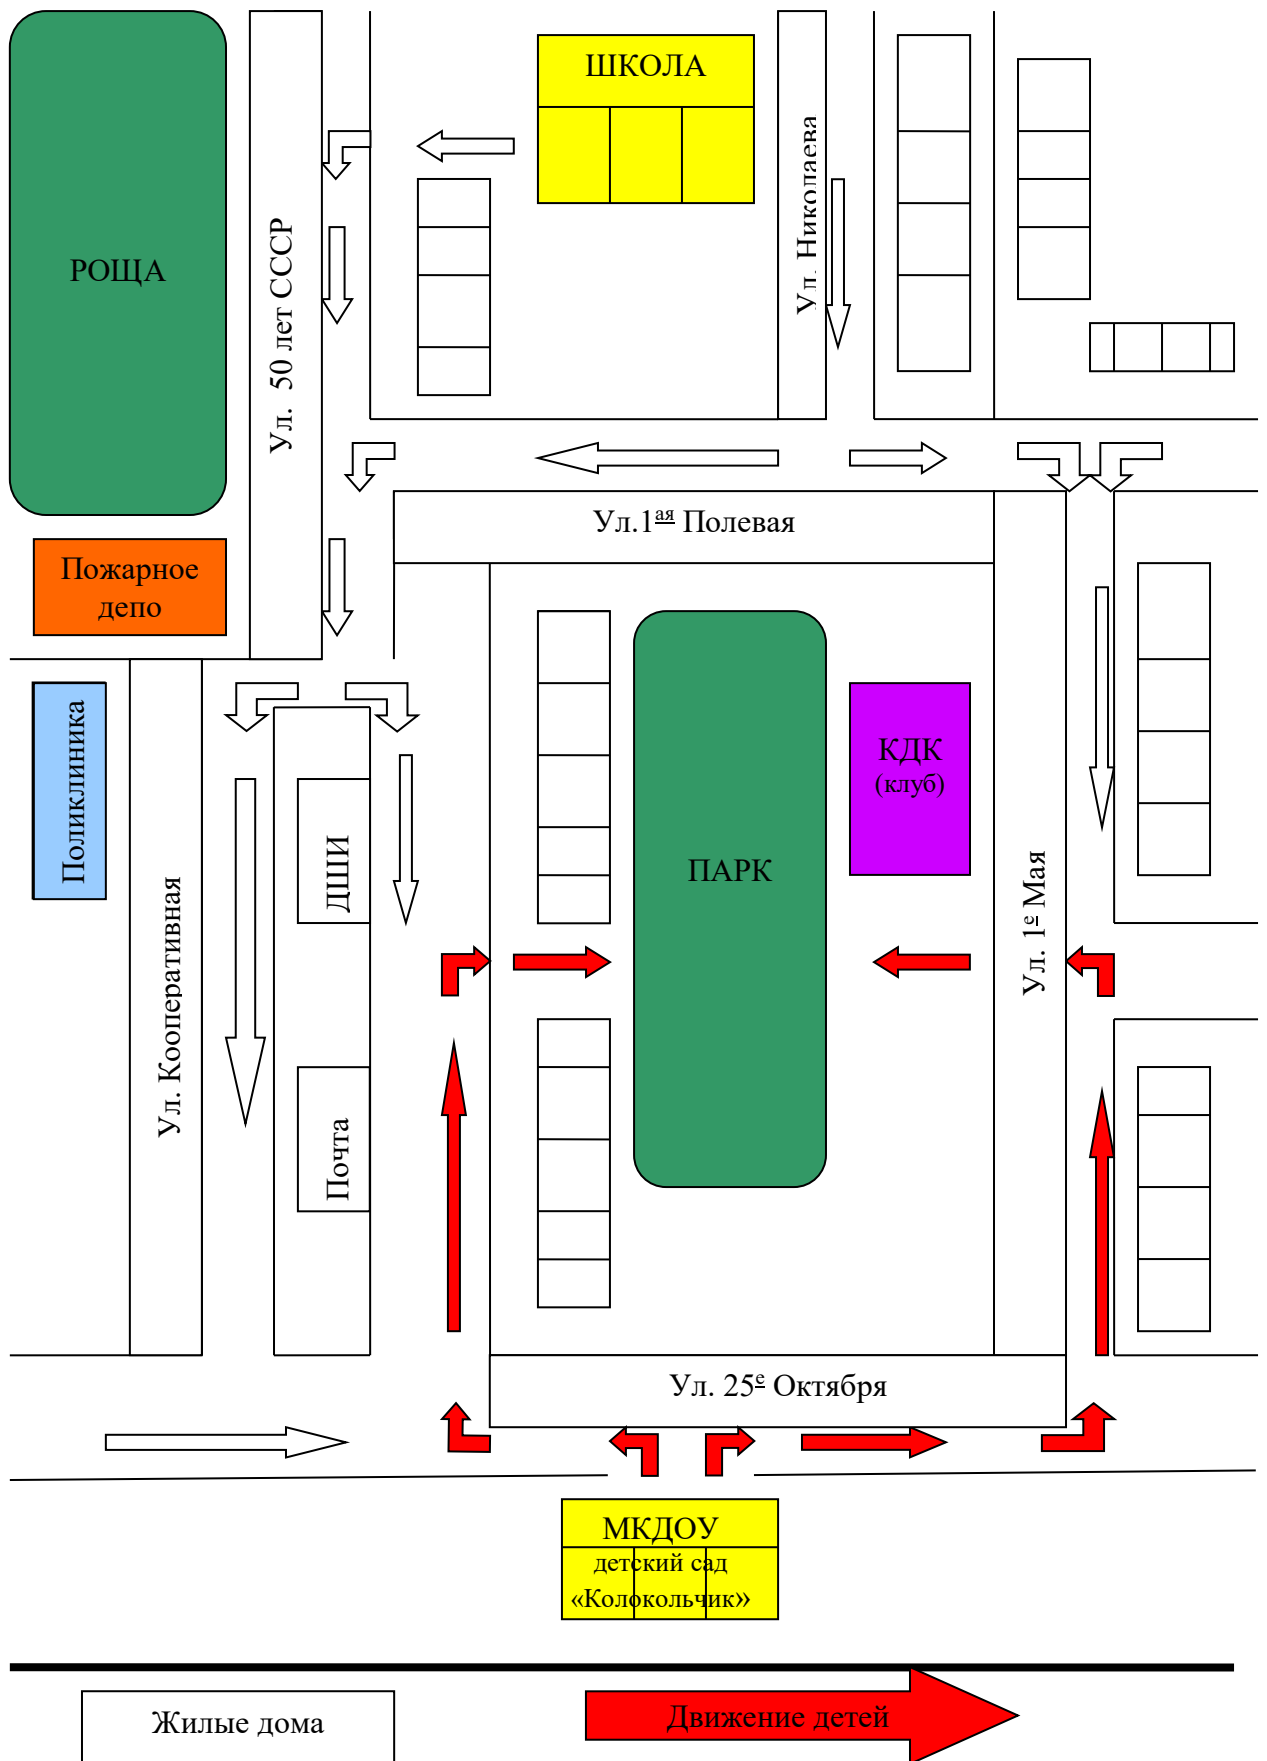 ШКОЛА
Ул. Николаева
РОЩА
Ул. 50 лет СССР
Ул.1ая Полевая
Пожарное
депо
Поликлиника
КДК
(клуб)
ДШИ
ПАРК
Ул. 1е Мая
Ул. Кооперативная
Почта
Ул. 25е Октября
МКДОУ
детский сад
«Колокольчик»
Жилые дома
Движение детей